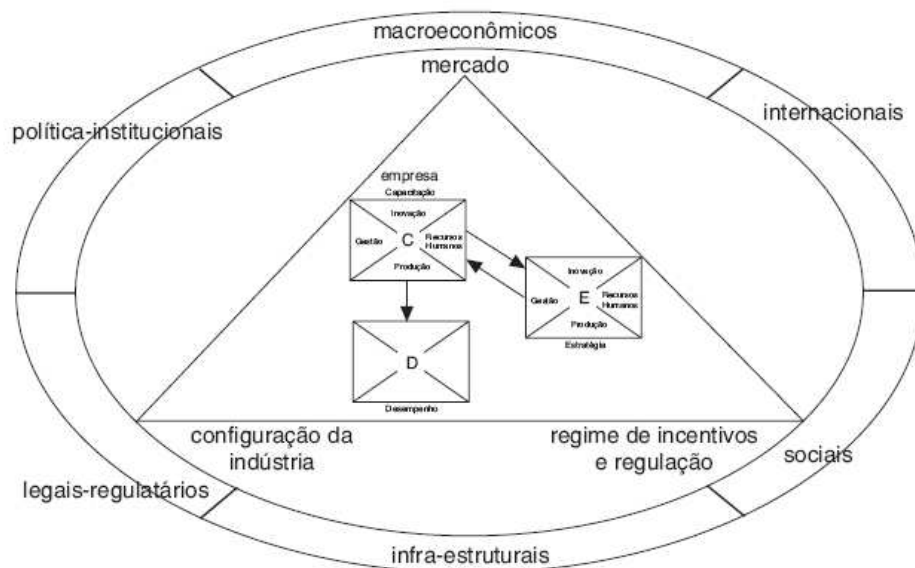 macroeconômicos
mercado
política-institucionais
internacionais
empresa
Capacitação
Inovação
Gestão
C
Recursos
Humanos
Produção
Inovação
Gestão
E
Recursos
Humanos
Produção
Estratégia
D
Desempenho
configuração da
indústria
regime de incentivos
e regulação
sociais
legais-regulatários
infra-estruturais